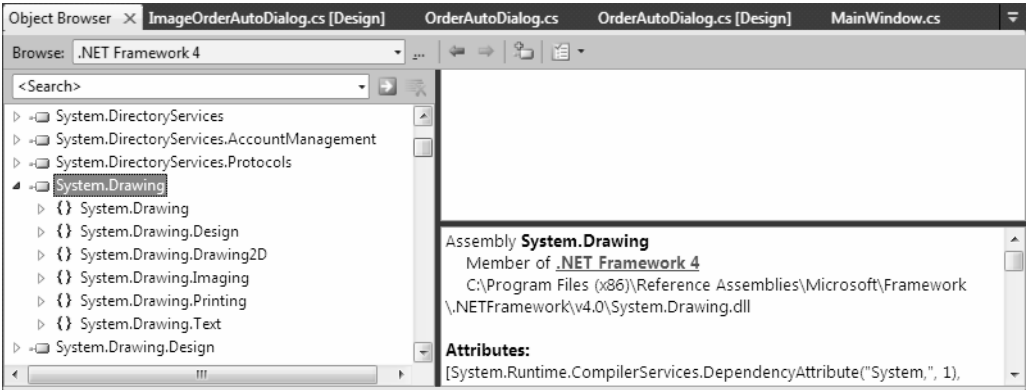 Object Browser ImageOrderAutoDialog.cs [Design] OrderAutoDialog.cs OrderAutoDialog.cs [Design] MainWindow.cs
Browse: .NET Framework 4 ...
<Search>
System.DirectoryServices
System.DirectoryServices.AccountManagement
System.DirectoryServices.Protocols
System.Drawing
{} System.Drawing
{} System.Drawing.Design
{} System.Drawing.Drawing2D
{} System.Drawing.Imaging
{} System.Drawing.Printing
{} System.Drawing.Text
System.Drawing.Design
Assembly System.Drawing
Member of .NET Framework 4
C:\Program Files (x86)\Reference Assemblies\Microsoft\Framework
\.NETFramework\v4.0\System.Drawing.dll
Attributes:
[System.Runtime.CompilerServices.DependencyAttribute("System,", 1),